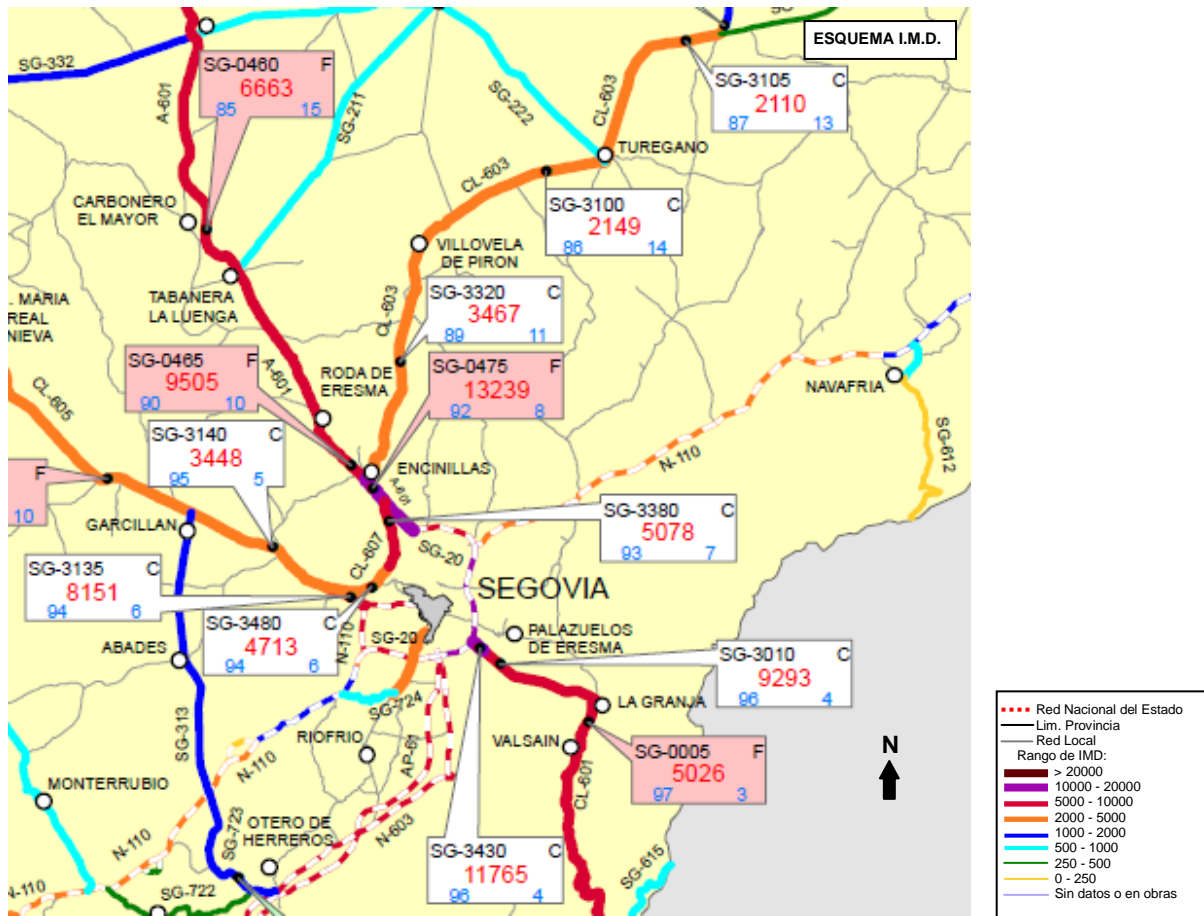 ESQUEMA I.M.D.
SG-332
A-601
SG-0460 F
6663
85 15
SG-211
SG-222
CL-603
SG-3105 C
2110
87 13
TUREGANO
CL-603
SG-3100 C
2149
86 14
CARBONERO
EL MAYOR
VILLOVELA
DE PIRON
TABANERA
LA LUENGA
. MARIA
REAL
NIEVA
CL-603
SG-3320 C
3467
89 11
SG-0465 F
9505
90 10
A-601
RODA DE
ERESMA
SG-0475 F
13239
92 8
NAVAFRIA
CL-605
SG-3140 C
3448
95 5
ENCINILLAS
A-601
N-110
SG-612
F
10
GARCILLAN
SG-3380 C
5078
93 7
CL-607
SG-20
SG-3135 C
8151
94 6
SEGOVIA
SG-3480 C
4713
94 6
N-110
SG-20
PALAZUELOS
DE ERESMA
ABADES
SG-3010 C
9293
96 4
SG-724
LA GRANJA
SG-313
RIOFRIO
AP-61
VALSAIN
SG-0005 F
5026
97 3
N
N-110
MONTERRUBIO
CL-601
OTERO DE
HERREROS
N-603
N-110
SG-723
SG-3430 C
11765
96 4
SG-615
N-110
SG-722
Red Nacional del Estado
Lim. Provincia
Red Local
Rango de IMD:
> 20000
10000 - 20000
5000 - 10000
2000 - 5000
1000 - 2000
500 - 1000
250 - 500
0 - 250
Sin datos o en obras